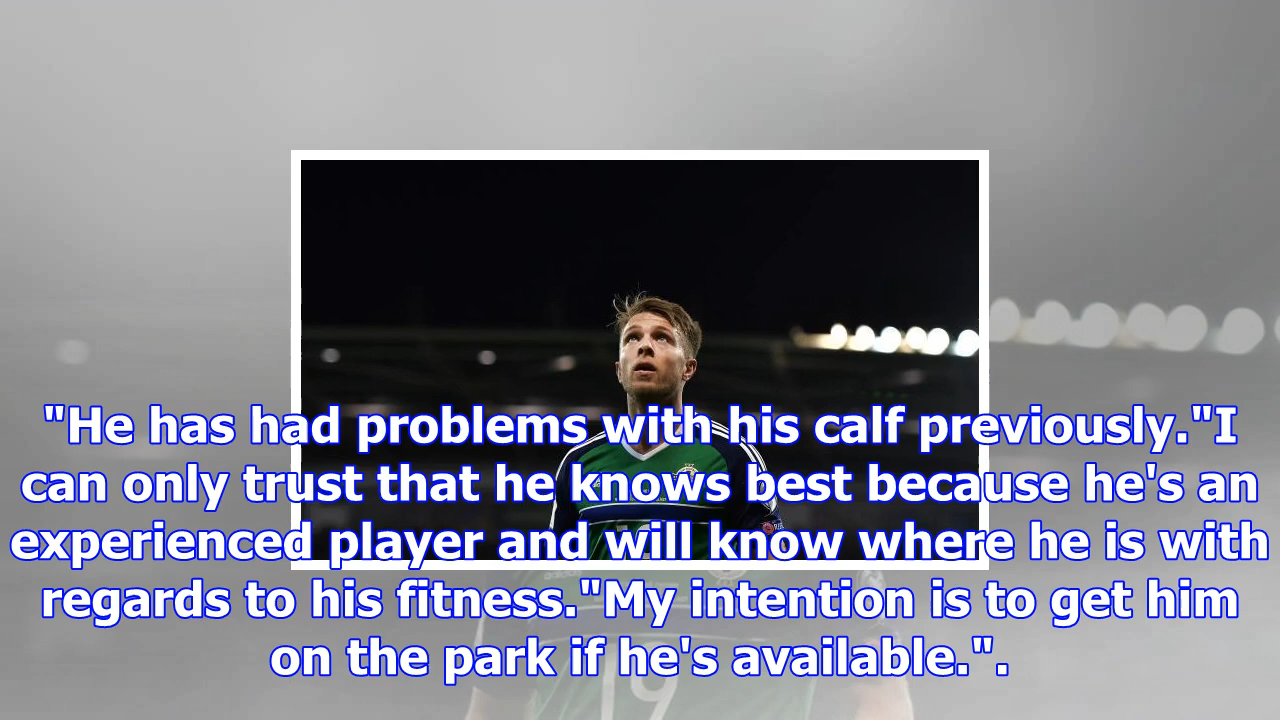 "He has had problems with his calf previously."I
can only trust that he knows best because he's an
experienced player and will know where he is with
regards to his fitness."My intention is to get him
on the park if he's available.".
19